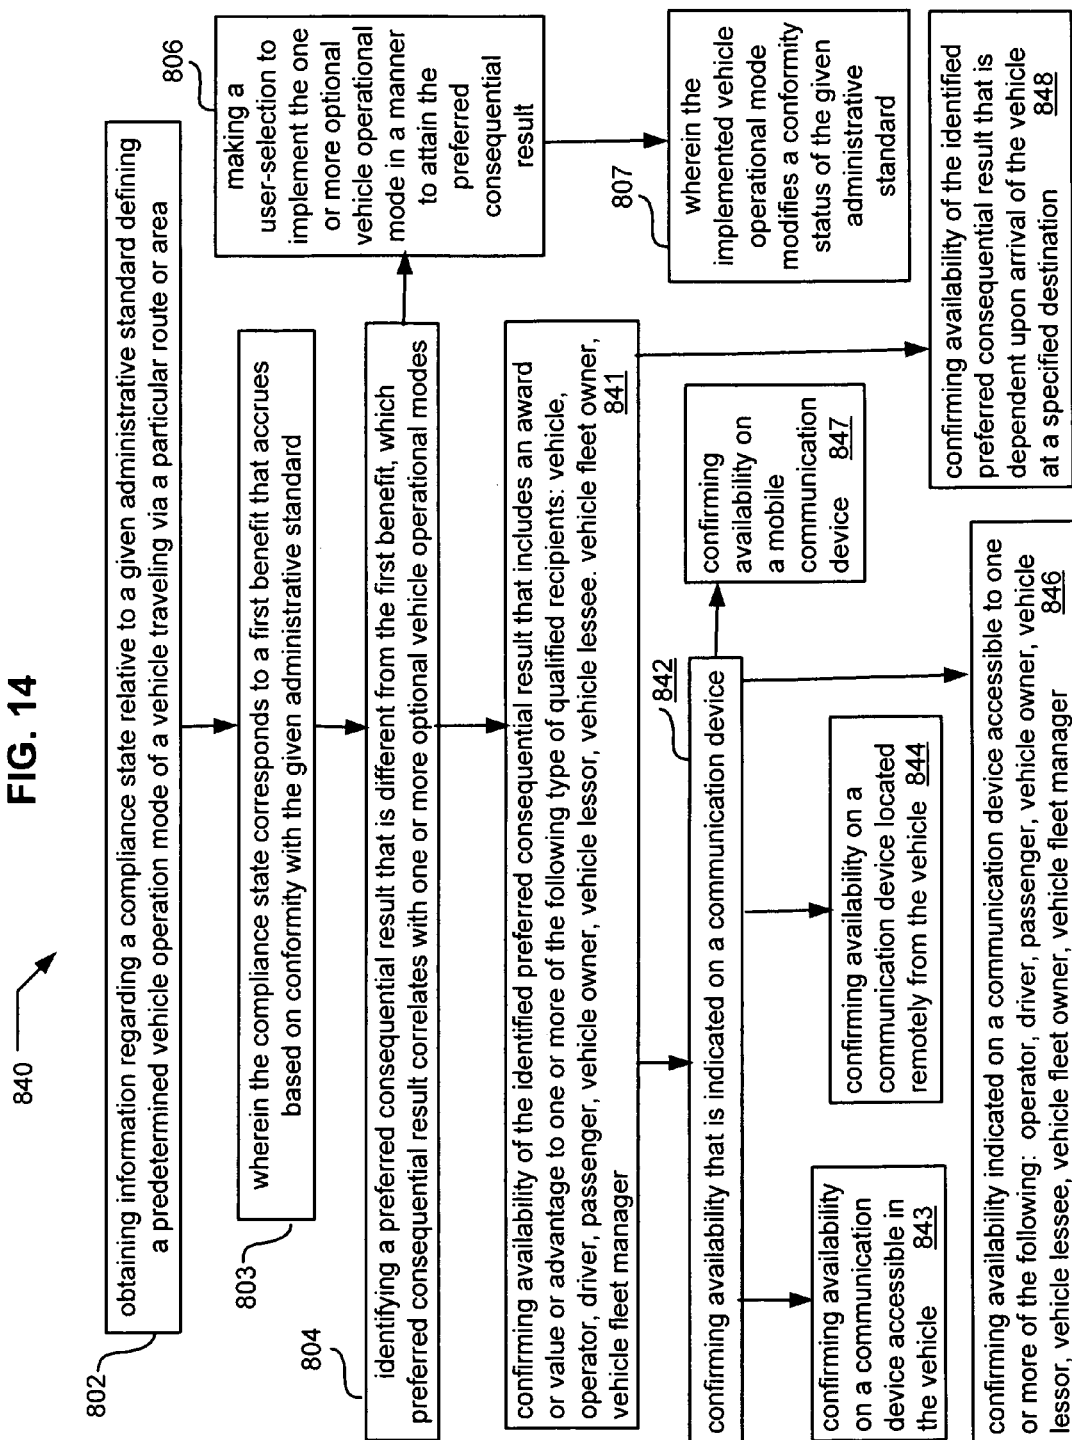 FIG. 14
840
802
obtaining information regarding a compliance state relative to a given administrative standard defining
a predetermined vehicle operation mode of a vehicle traveling via a particular route or area
803
wherein the compliance state corresponds to a first benefit that accrues
based on conformity with the given administrative standard
804
identifying a preferred consequential result that is different from the first benefit, which
preferred consequential result correlates with one or more optional vehicle operational modes
806
making a
user-selection to
implement the one
or more optional
vehicle operational
mode in a manner
to attain the
preferred
consequential
result
807
wherein the
implemented vehicle
operational mode
modifies a conformity
status of the given
administrative
standard
confirming availability of the identified preferred consequential result that includes an award
or value or advantage to one or more of the following type of qualified recipients: vehicle,
operator, driver, passenger, vehicle owner, vehicle lessor, vehicle lessee. vehicle fleet owner,
vehicle fleet manager 841
842
confirming availability that is indicated on a communication device
confirming availability
on a communication
device accessible in
the vehicle 843
confirming availability on a
communication device located
remotely from the vehicle 844
confirming
availability on
a mobile
communication
device 847
confirming availability of the identified
preferred consequential result that is
dependent upon arrival of the vehicle
at a specified destination 848
confirming availability indicated on a communication device accessible to one
or more of the following: operator, driver, passenger, vehicle owner, vehicle
lessor, vehicle lessee, vehicle fleet owner, vehicle fleet manager 846